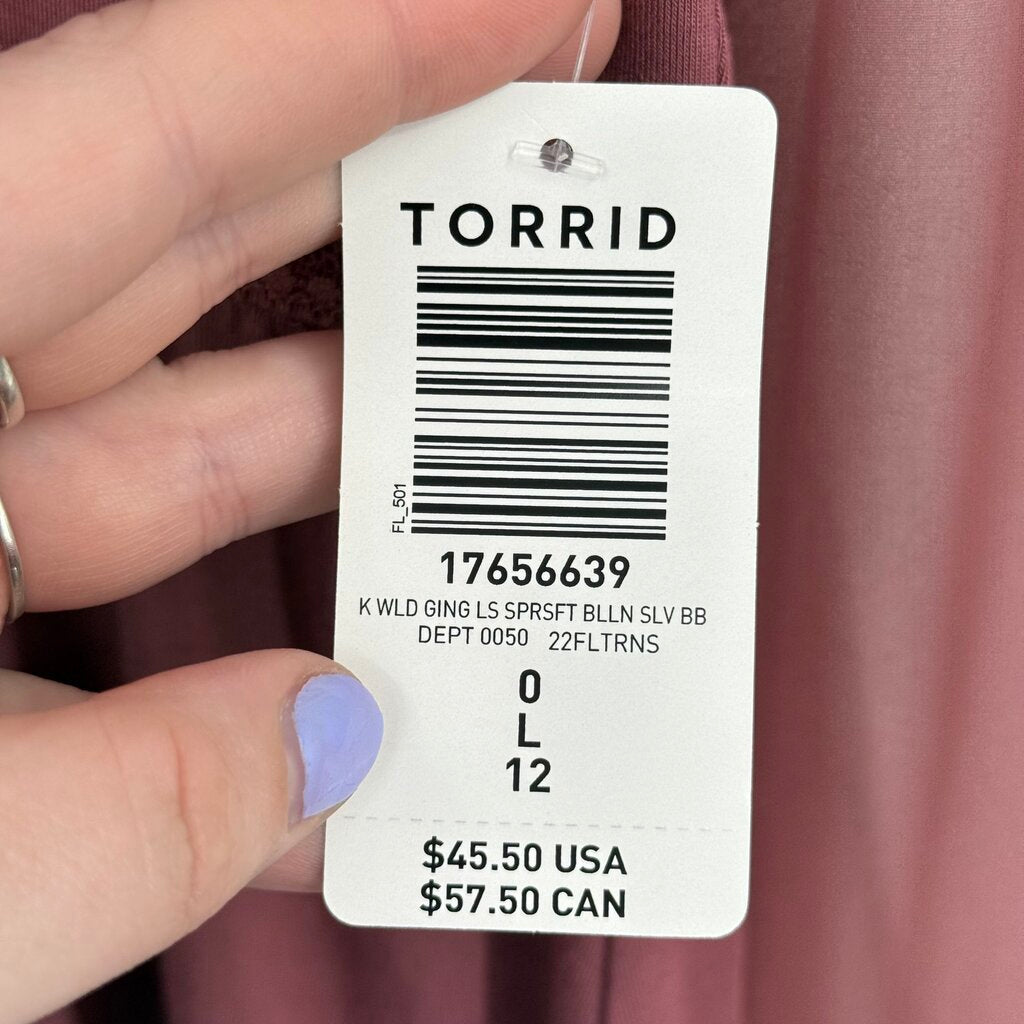 TORRID
FL_501
17656639
K WLD GING LS SPRSFT BLLN SLV BB
DEPT 0050 22FLTRNS
0
L
12
$45.50 USA
$57.50 CAN